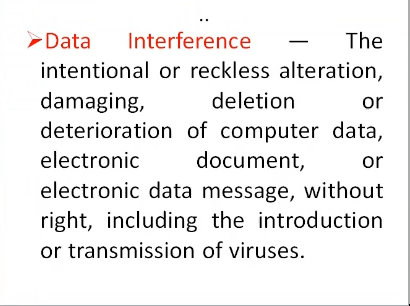 ..
➢Data Interference — The
intentional or reckless alteration,
damaging, deletion or
deterioration of computer data,
electronic document, or
electronic data message, without
right, including the introduction
or transmission of viruses.